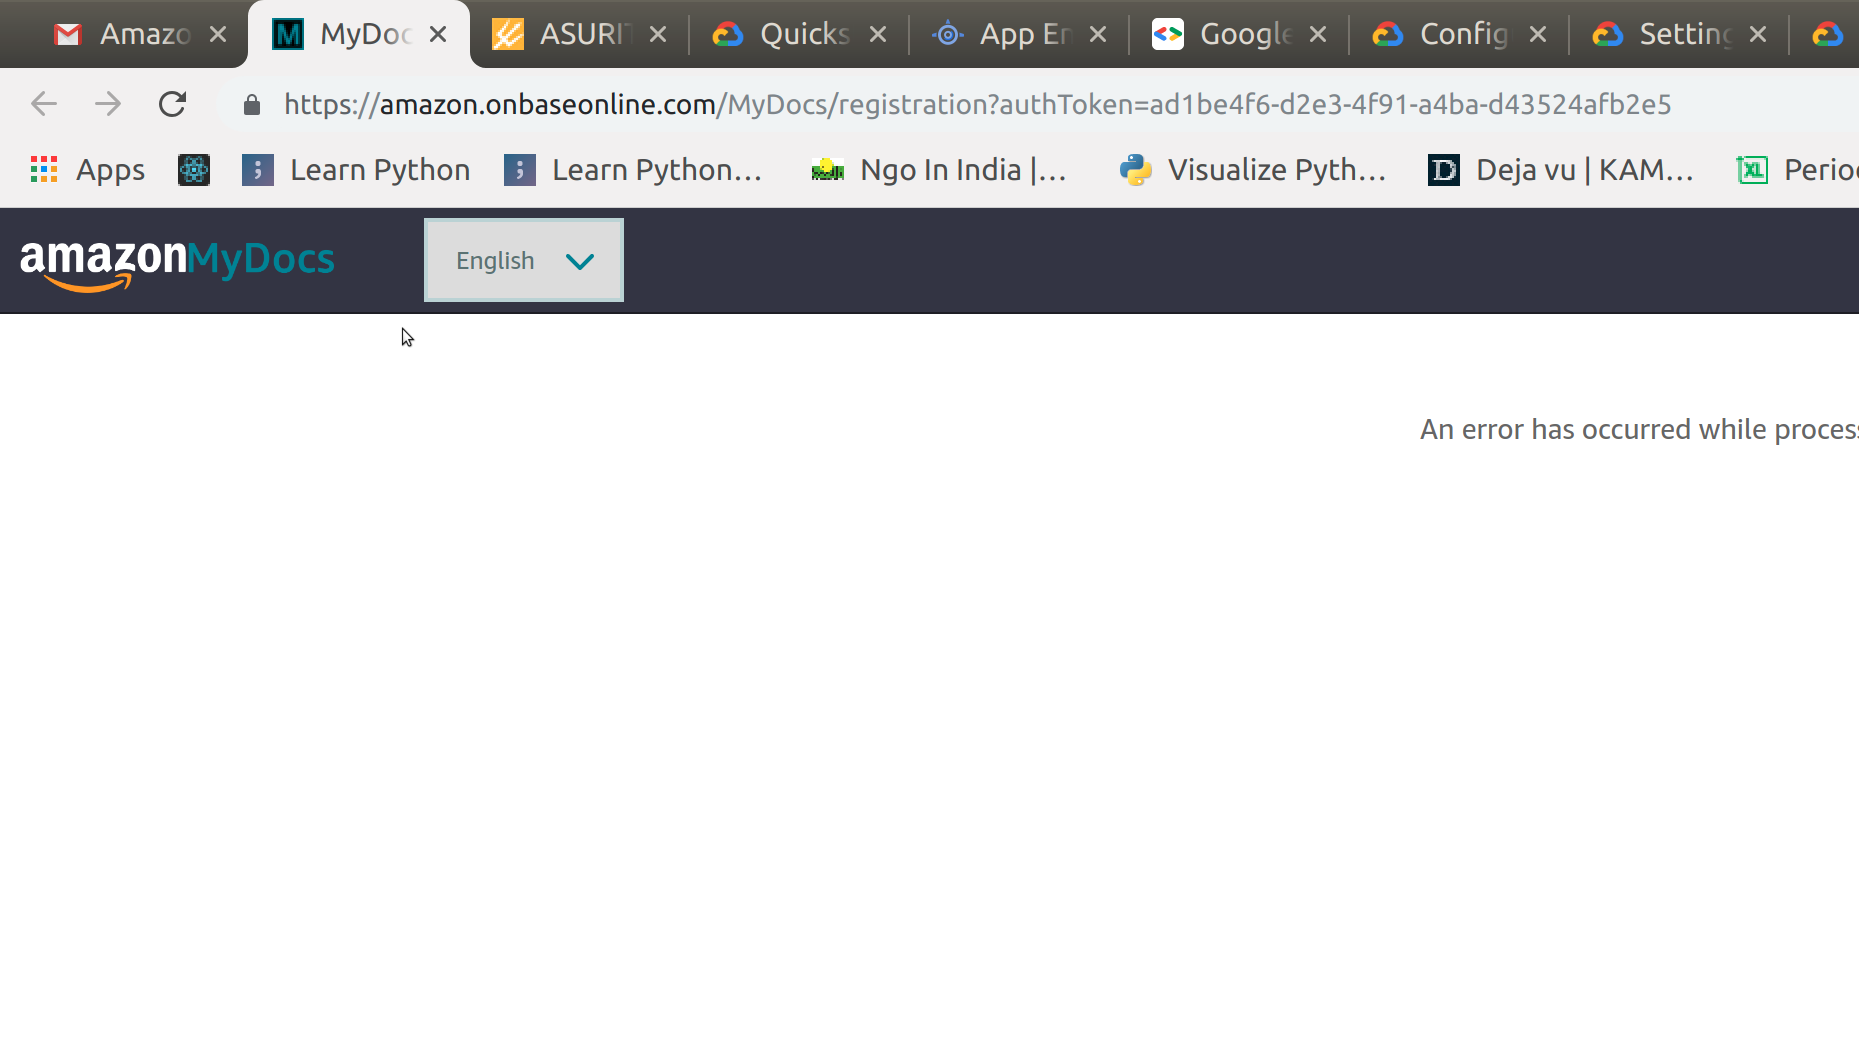 Amazo MyDoc ASURIT Quicks App En Google Config Setting
https://amazon.onbaseonline.com/MyDocs/registration?authToken=ad1be4f6-d2e3-4f91-a4ba-d43524afb2e5
Apps Learn Python Learn Python... Ngo In India |... Visualize Pyth... Deja vu | KAM... Perio
amazonMyDocs English
An error has occurred while process